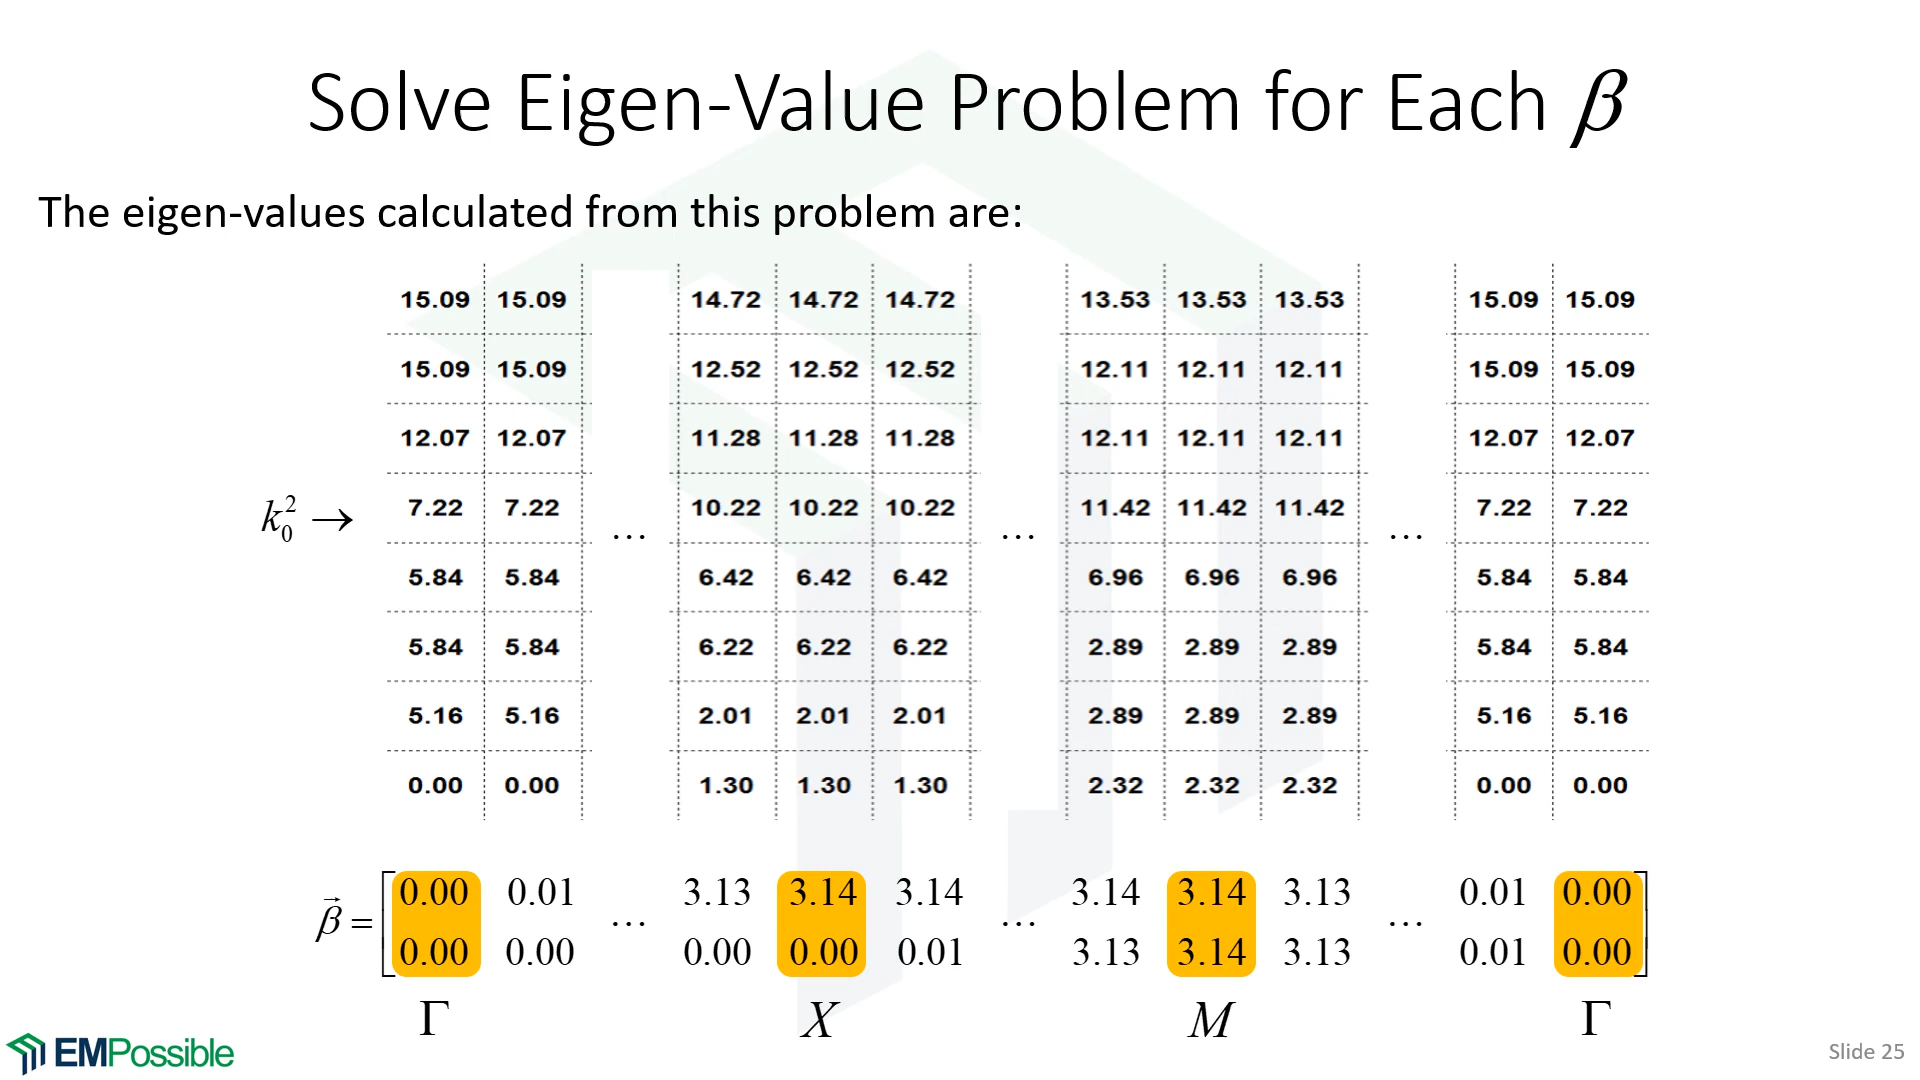 Solve Eigen-Value Problem for Each β
The eigen-values calculated from this problem are:
15.09 15.09 14.72 14.72 14.72 13.53 13.53 13.53 15.09 15.09
15.09 15.09 12.52 12.52 12.52 12.11 12.11 12.11 15.09 15.09
12.07 12.07 11.28 11.28 11.28 12.11 12.11 12.11 12.07 12.07
k₀² → 7.22 7.22 … 10.22 10.22 10.22 … 11.42 11.42 11.42 … 7.22 7.22
5.84 5.84 6.42 6.42 6.42 6.96 6.96 6.96 5.84 5.84
5.84 5.84 6.22 6.22 6.22 2.89 2.89 2.89 5.84 5.84
5.16 5.16 2.01 2.01 2.01 2.89 2.89 2.89 5.16 5.16
0.00 0.00 1.30 1.30 1.30 2.32 2.32 2.32 0.00 0.00
β⃗ = [ 0.00 0.01 … 3.13 3.14 3.14 … 3.14 3.14 3.13 … 0.01 0.00 ]
0.00 0.00 0.00 0.00 0.01 3.13 3.14 3.13 0.01 0.00
Γ X M Γ
EMPossible
Slide 25